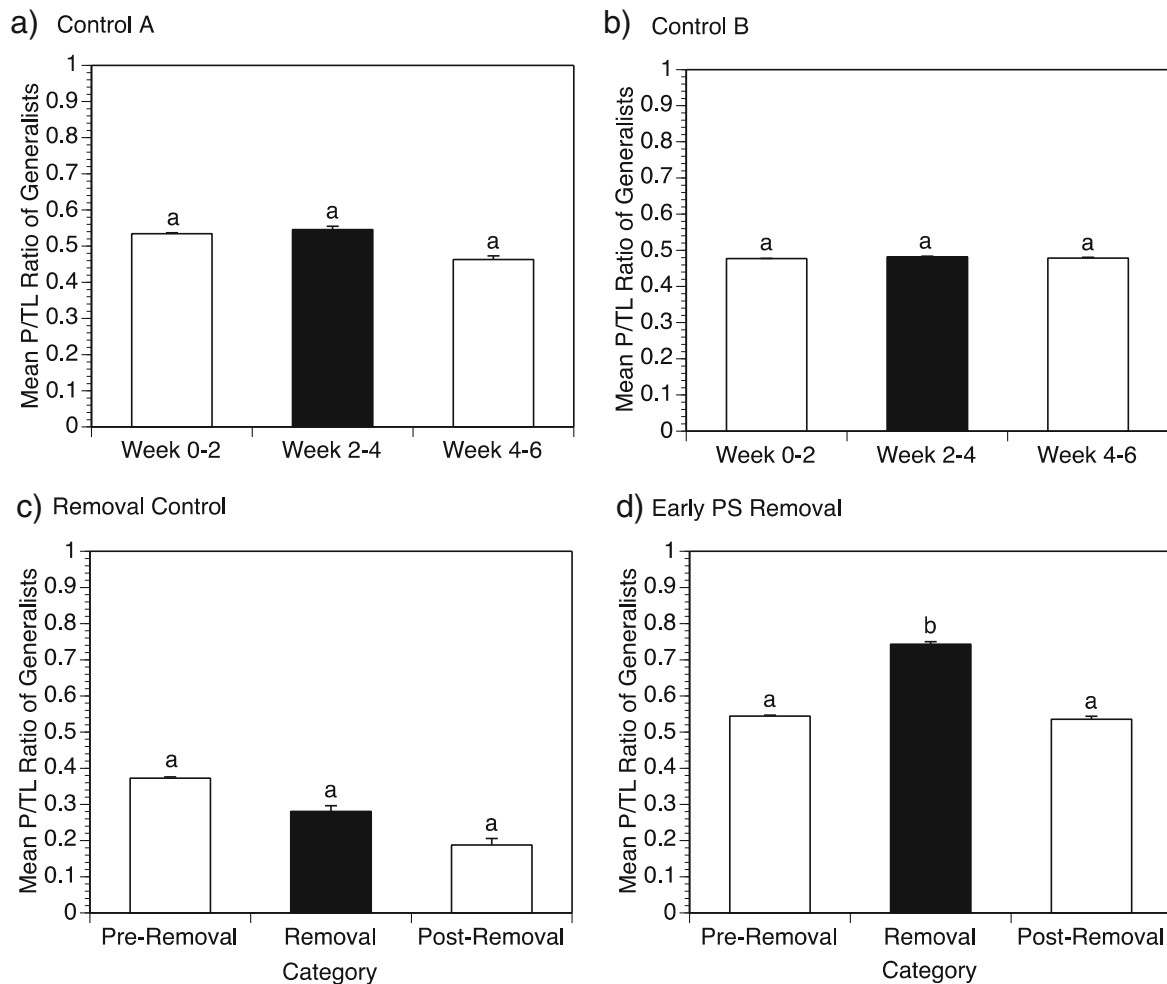 a) Control A
Mean P/TL Ratio of Generalists
1
0.9
0.8
0.7
0.6
0.5
0.4
0.3
0.2
0.1
0
a
a
a
Week 0-2
Week 2-4
Week 4-6
b) Control B
Mean P/TL Ratio of Generalists
1
0.9
0.8
0.7
0.6
0.5
0.4
0.3
0.2
0.1
0
a
a
a
Week 0-2
Week 2-4
Week 4-6
c) Removal Control
Mean P/TL Ratio of Generalists
1
0.9
0.8
0.7
0.6
0.5
0.4
0.3
0.2
0.1
0
a
a
a
Pre-Removal
Removal
Post-Removal
Category
d) Early PS Removal
Mean P/TL Ratio of Generalists
1
0.9
0.8
0.7
0.6
0.5
0.4
0.3
0.2
0.1
0
a
b
a
Pre-Removal
Removal
Post-Removal
Category